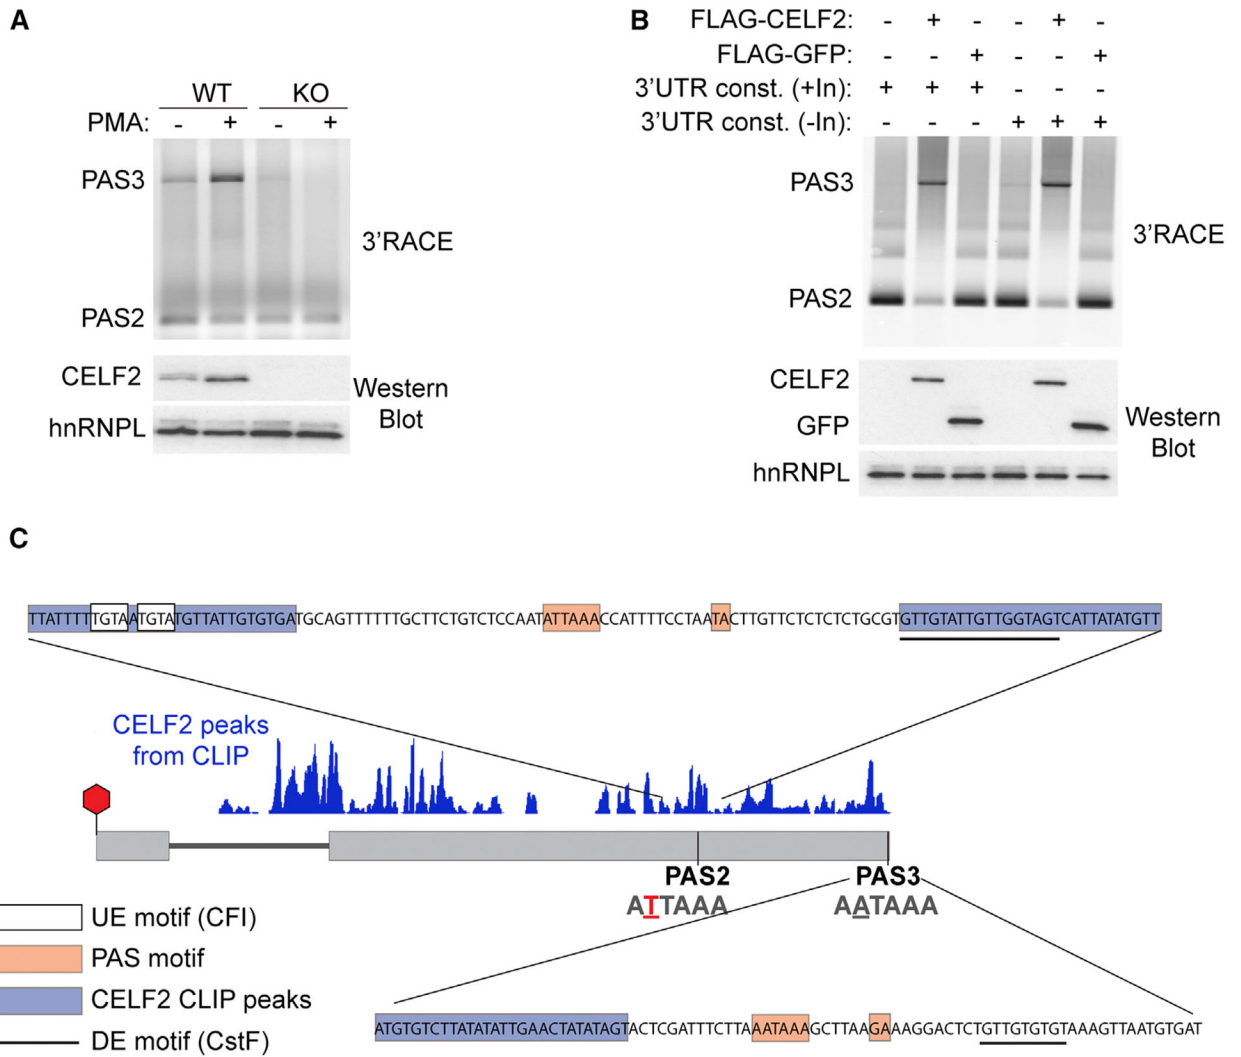 A
WT KO
PMA: - + - +
PAS3
3'RACE
PAS2
CELF2
Western
Blot
hnRNPL
B
FLAG-CELF2: - + - - + -
FLAG-GFP: - - + - - +
3'UTR const. (+In): + + + - - -
3'UTR const. (-In): - - - + + +
PAS3
3'RACE
PAS2
CELF2
GFP
Western
Blot
hnRNPL
C
TTATTTTTGTAATGTATGTTATTGTGTGATGCAGTTTTTTGCTTCTGTCTCCAATATTAAACCATTTTCCTAATACTTGTTCTCTCTCTGCGTGTTGTATTGTTGGTAGTCATTATATGTT
CELF2 peaks
from CLIP
PAS2 PAS3
ATTAAA AATAAA
UE motif (CFI)
PAS motif
CELF2 CLIP peaks
DE motif (CstF)
ATGTGTCTTATATATTGAACTATATAGTACTCGATTTCTTAAATAAAGCTTAAGAAAGGACTCTGTTGTGTGTAAAGTTAATGTGAT